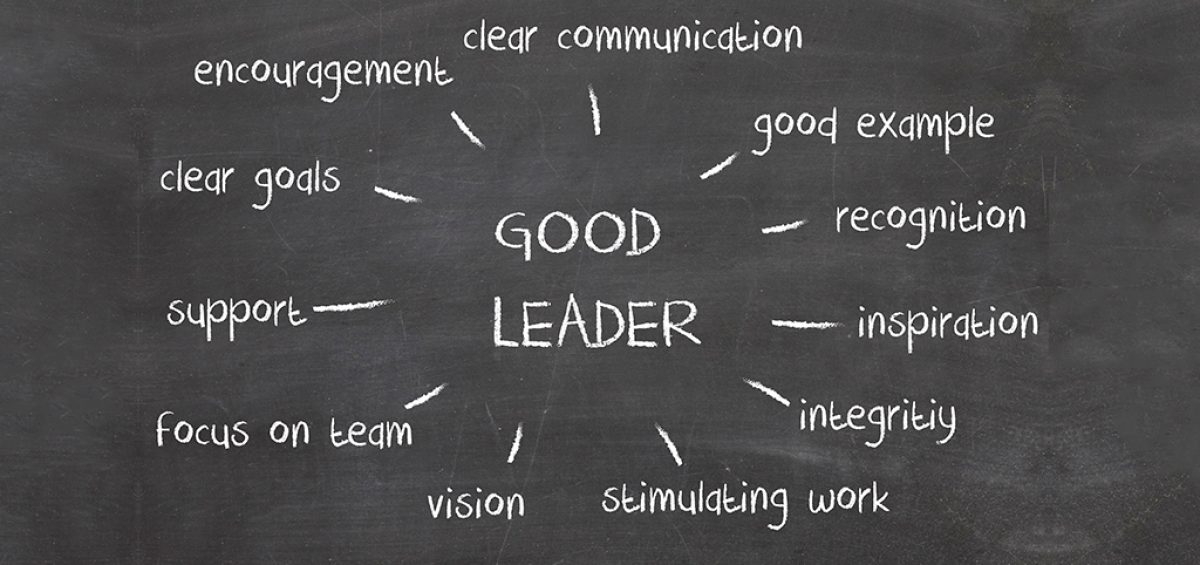 clear communication
encouragement
good example
clear goals
recognition
GOOD
LEADER
support
inspiration
focus on team
integritiy
vision
stimulating work